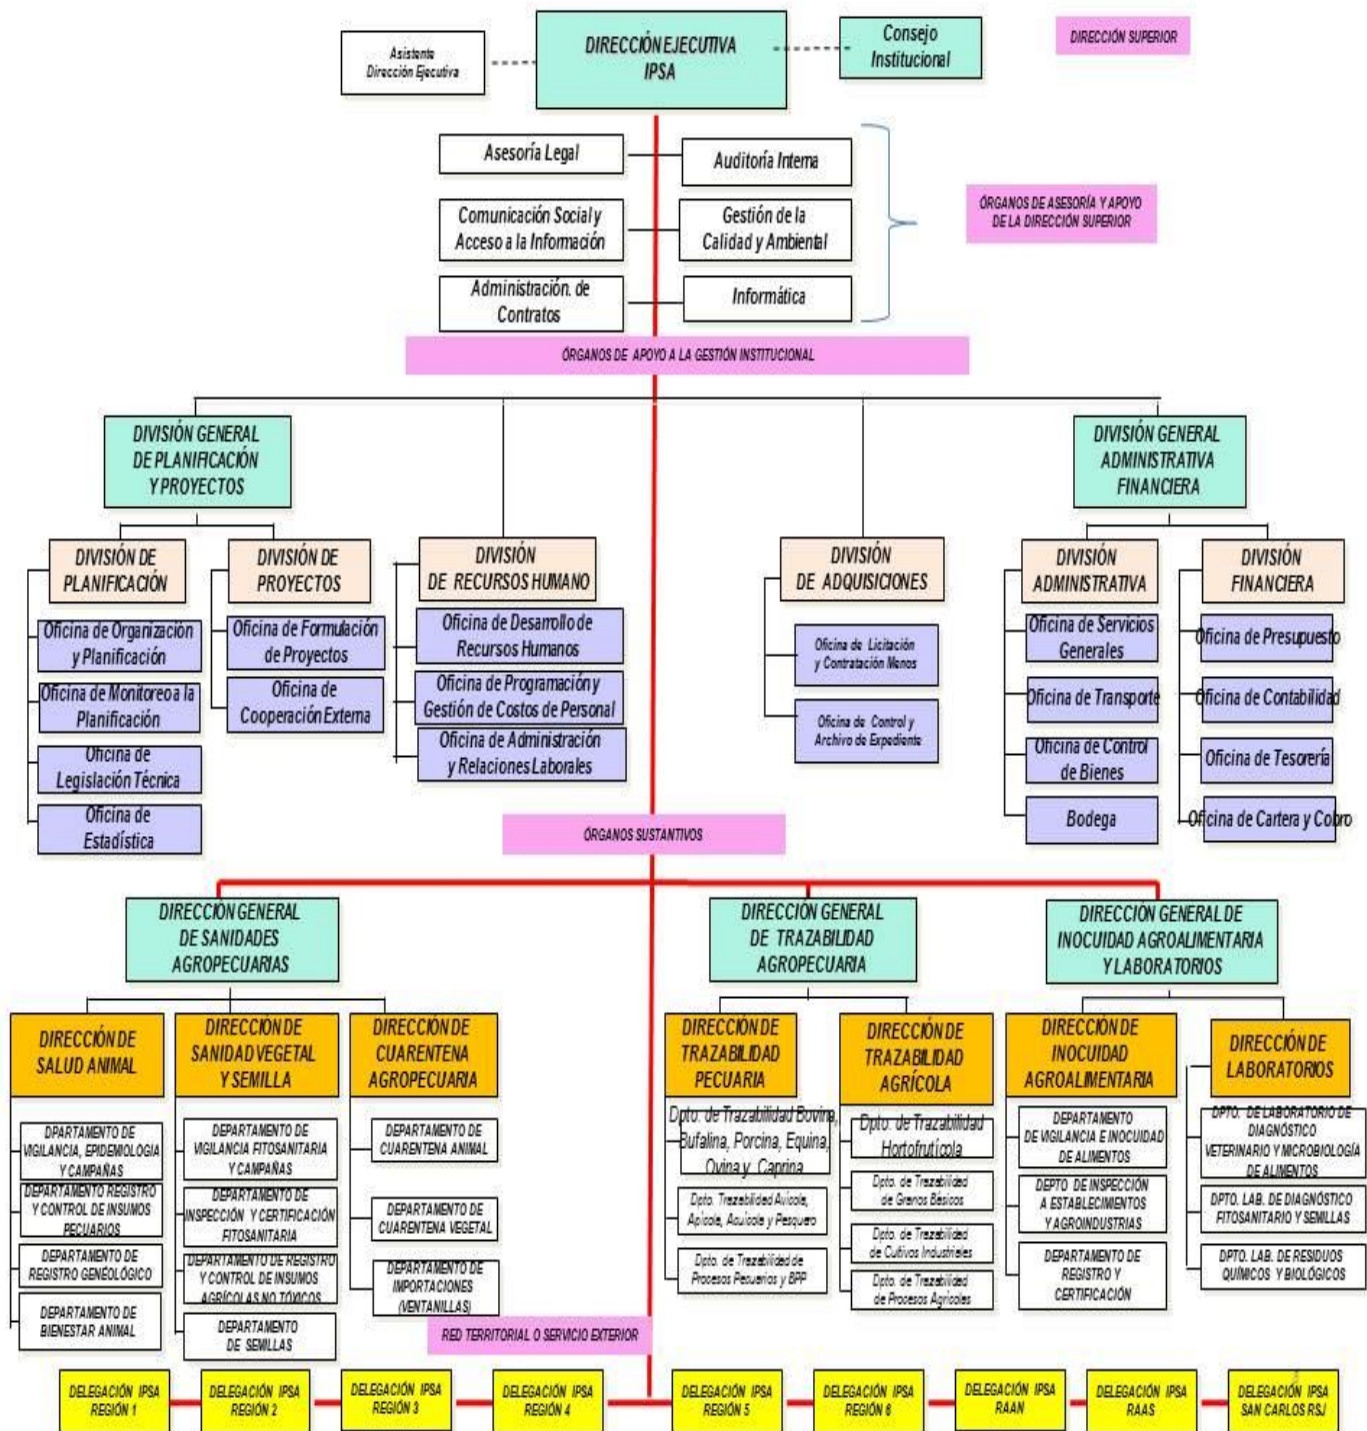 DIRECCIÓN EJECUTIVA
IPSA
Asistente
Dirección Ejecutiva
Consejo
Institucional
DIRECCIÓN SUPERIOR
Asesoría Legal
Auditoría Interna
Comunicación Social y
Acceso a la Información
Gestión de la
Calidad y Ambiental
Administración. de
Contratos
Informática
ÓRGANOS DE ASESORÍA Y APOYO
DE LA DIRECCIÓN SUPERIOR
ÓRGANOS DE APOYO A LA GESTIÓN INSTITUCIONAL
DIVISIÓN GENERAL
DE PLANIFICACIÓN
Y PROYECTOS
DIVISIÓN GENERAL
ADMINISTRATIVA
FINANCIERA
DIVISIÓN DE
PLANIFICACIÓN
Oficina de Organización
y Planificación
Oficina de Monitoreo a la
Planificación
Oficina de
Legislación Técnica
Oficina de
Estadística
DIVISIÓN DE
PROYECTOS
Oficina de Formulación
de Proyectos
Oficina de
Cooperación Externa
DIVISIÓN
DE RECURSOS HUMANO
Oficina de Desarrollo de
Recursos Humanos
Oficina de Programación y
Gestión de Costos de Personal
Oficina de Administración
y Relaciones Laborales
DIVISIÓN
DE ADQUISICIONES
Oficina de Licitación
y Contratación Menos
Oficina de Control y
Archivo de Expediente
DIVISIÓN
ADMINISTRATIVA
Oficina de Servicios
Generales
Oficina de Transporte
Oficina de Control
de Bienes
Bodega
DIVISIÓN
FINANCIERA
Oficina de Presupuesto
Oficina de Contabilidad
Oficina de Tesorería
Oficina de Cartera y Cobro
ÓRGANOS SUSTANTIVOS
DIRECCIÓN GENERAL
DE SANIDADES
AGROPECUARIAS
DIRECCIÓN GENERAL
DE TRAZABILIDAD
AGROPECUARIA
DIRECCIÓN GENERAL DE
INOCUIDAD AGROALIMENTARIA
Y LABORATORIOS
DIRECCIÓN DE
SALUD ANIMAL
DPARTAMENTO DE
VIGILANCIA, EPIDEMIOLOGIA
Y CAMPAÑAS
DEPARTAMENTO REGISTRO
Y CONTROL DE INSUMOS
PECUARIOS
DEPARTAMENTO DE
REGISTRO GENÉOLÓGICO
DEPARTAMENTO DE
BIENESTAR ANIMAL
DIRECCIÓN DE
SANIDAD VEGETAL
Y SEMILLA
DEPARTAMENTO DE
VIGILANCIA FITOSANITARIA
Y CAMPAÑAS
DEPARTAMENTO DE
INSPECCIÓN Y CERTIFICACIÓN
FITOSANITARIA
DEPARTAMENTO DE REGISTRO
Y CONTROL DE INSUMOS
AGRÍCOLAS NO TÓXICOS
DEPARTAMENTO
DE SEMILLAS
DIRECCIÓN DE
CUARENTENA
AGROPECUARIA
DEPARTAMENTO DE
CUARENTENA ANIMAL
DEPARTAMENTO DE
CUARENTENA VEGETAL
DEPARTAMENTO DE
IMPORTACIONES
(VENTANILLAS)
DIRECCIÓN DE
TRAZABILIDAD
PECUARIA
Dpto. de Trazabilidad Bovina,
Bufalina, Porcina, Equina,
Ovina y Caprina
Dpto. Trazabilidad Avícola,
Apícola, Acuícola y Pesquero
Dpto. de Trazabilidad de
Procesos Pecuarios y BPP
DIRECCIÓN DE
TRAZABILIDAD
AGRÍCOLA
Dpto. de Trazabilidad
Hortofrutícola
Dpto. de Trazabilidad
de Granos Básicos
Dpto. de Trazabilidad
de Cultivos Industriales
Dpto. de Trazabilidad
de Procesos Agrícolas
DIRECCIÓN DE
INOCUIDAD
AGROALIMENTARIA
DEPARTAMENTO
DE VIGILANCIA E INOCUIDAD
DE ALIMENTOS
DEPTO. DE INSPECCIÓN
A ESTABLECIMIENTOS
Y AGROINDUSTRIAS
DEPARTAMENTO DE
REGISTRO Y
CERTIFICACIÓN
DIRECCIÓN DE
LABORATORIOS
DPTO. DE LABORATORIO DE
DIAGNÓSTICO
VETERINARIO Y MICROBIOLOGÍA
DE ALIMENTOS
DPTO. LAB. DE DIAGNÓSTICO
FITOSANITARIO Y SEMILLAS
DPTO. LAB. DE RESIDUOS
QUÍMICOS Y BIOLÓGICOS
RED TERRITORIAL O SERVICIO EXTERIOR
DELEGACIÓN IPSA
REGIÓN 1
DELEGACIÓN IPSA
REGIÓN 2
DELEGACIÓN IPSA
REGIÓN 3
DELEGACIÓN IPSA
REGIÓN 4
DELEGACIÓN IPSA
REGIÓN 5
DELEGACIÓN IPSA
REGIÓN 6
DELEGACIÓN IPSA
RAAN
DELEGACIÓN IPSA
RAAS
DELEGACIÓN IPSA
SAN CARLOS RSJ